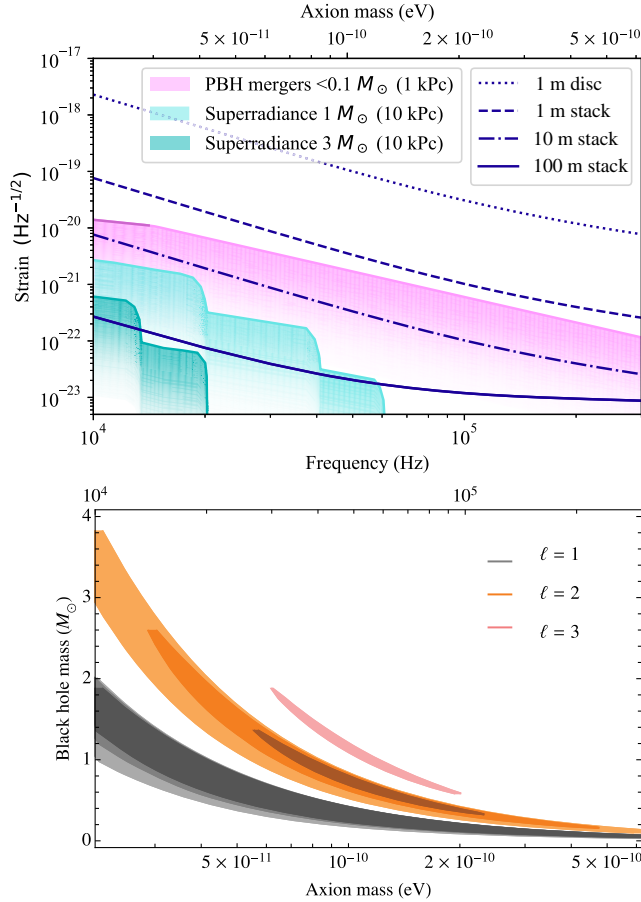 Axion mass (eV)
5 × 10⁻¹¹ 10⁻¹⁰ 2 × 10⁻¹⁰ 5 × 10⁻¹⁰
10⁻¹⁷
10⁻¹⁸
10⁻¹⁹
10⁻²⁰
10⁻²¹
10⁻²²
10⁻²³
Strain (Hz⁻¹/²)
PBH mergers <0.1 M⊙ (1 kPc)
Superradiance 1 M⊙ (10 kPc)
Superradiance 3 M⊙ (10 kPc)
1 m disc
1 m stack
10 m stack
100 m stack
10⁴ 10⁵
Frequency (Hz)
10⁴ 10⁵
4
3
2
1
0
Black hole mass (M⊙)
ℓ = 1
ℓ = 2
ℓ = 3
5 × 10⁻¹¹ 10⁻¹⁰ 2 × 10⁻¹⁰ 5 × 10⁻¹⁰
Axion mass (eV)